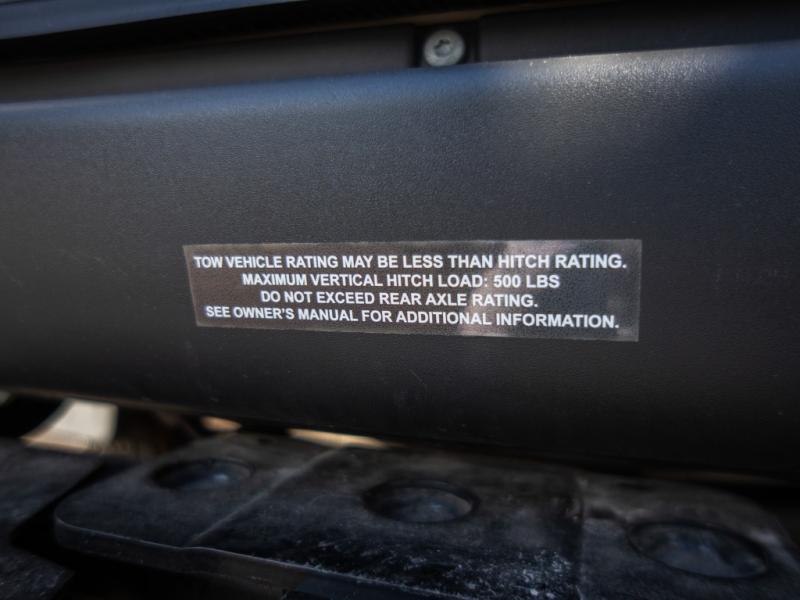 TOW VEHICLE RATING MAY BE LESS THAN HITCH RATING.
MAXIMUM VERTICAL HITCH LOAD: 500 LBS
DO NOT EXCEED REAR AXLE RATING.
SEE OWNER'S MANUAL FOR ADDITIONAL INFORMATION.